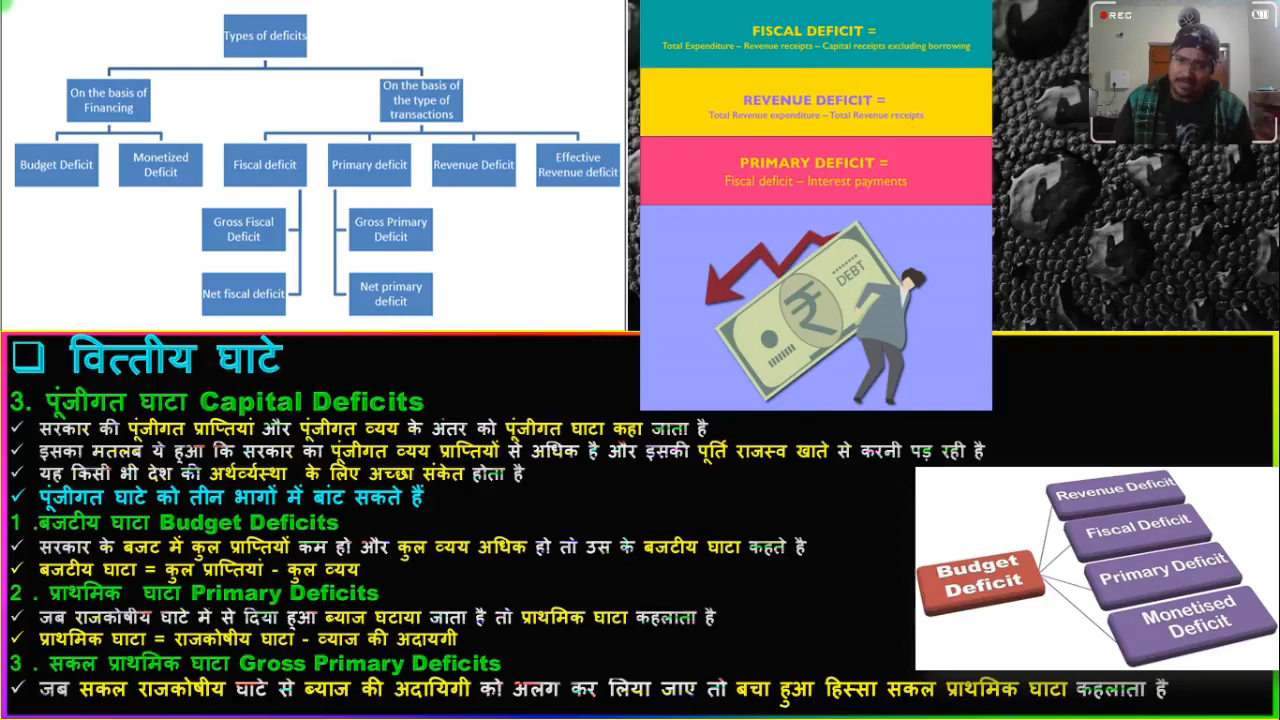 Types of deficits
On the basis of
Financing
On the basis of
the type of
transactions
Budget Deficit
Monetized
Deficit
Fiscal deficit
Primary deficit
Revenue Deficit
Effective
Revenue deficit
Gross Fiscal
Deficit
Gross Primary
Deficit
Net fiscal deficit
Net primary
deficit
FISCAL DEFICIT =
Total Expenditure – Revenue receipts – Capital receipts excluding borrowing
REVENUE DEFICIT =
Total Revenue expenditure – Total Revenue receipts
PRIMARY DEFICIT =
Fiscal deficit – Interest payments
DEBT
₹
REC
❑ वित्तीय घाटे
3. पूंजीगत घाटा Capital Deficits
✓ सरकार की पूंजीगत प्राप्तियां और पूंजीगत व्यय के अंतर को पूंजीगत घाटा कहा जाता है
✓ इसका मतलब ये हुआ कि सरकार का पूंजीगत व्यय प्राप्तियों से अधिक है और इसकी पूर्ति राजस्व खाते से करनी पड़ रही है
✓ यह किसी भी देश की अर्थव्यस्था के लिए अच्छा संकेत होता है
✓ पूंजीगत घाटे को तीन भागों में बांट सकते हैं
1 .बजटीय घाटा Budget Deficits
✓ सरकार के बजट में कुल प्राप्तियों कम हो और कुल व्यय अधिक हो तो उस के बजटीय घाटा कहते है
✓ बजटीय घाटा = कुल प्राप्तियां - कुल व्यय
2 . प्राथमिक घाटा Primary Deficits
✓ जब राजकोषीय घाटे में से दिया हुआ ब्याज घटाया जाता है तो प्राथमिक घाटा कहलाता है
✓ प्राथमिक घाटा = राजकोषीय घाटा - व्याज की अदायगी
3 . सकल प्राथमिक घाटा Gross Primary Deficits
✓ जब सकल राजकोषीय घाटे से ब्याज की अदायिगी को अलग कर लिया जाए तो बचा हुआ हिस्सा सकल प्राथमिक घाटा कहलाता है
Budget
Deficit
Revenue Deficit
Fiscal Deficit
Primary Deficit
Monetised
Deficit